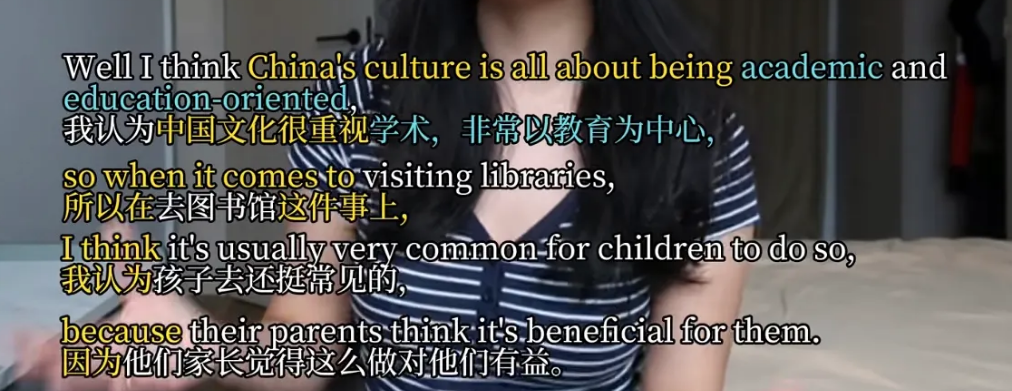 Well I think China's culture is all about being academic and
education-oriented,
我认为中国文化很重视学术，非常以教育为中心，
so when it comes to visiting libraries,
所以在去图书馆这件事上，
I think it's usually very common for children to do so,
我认为孩子去还挺常见的，
because their parents think it's beneficial for them.
因为他们家长觉得这么做对他们有益。